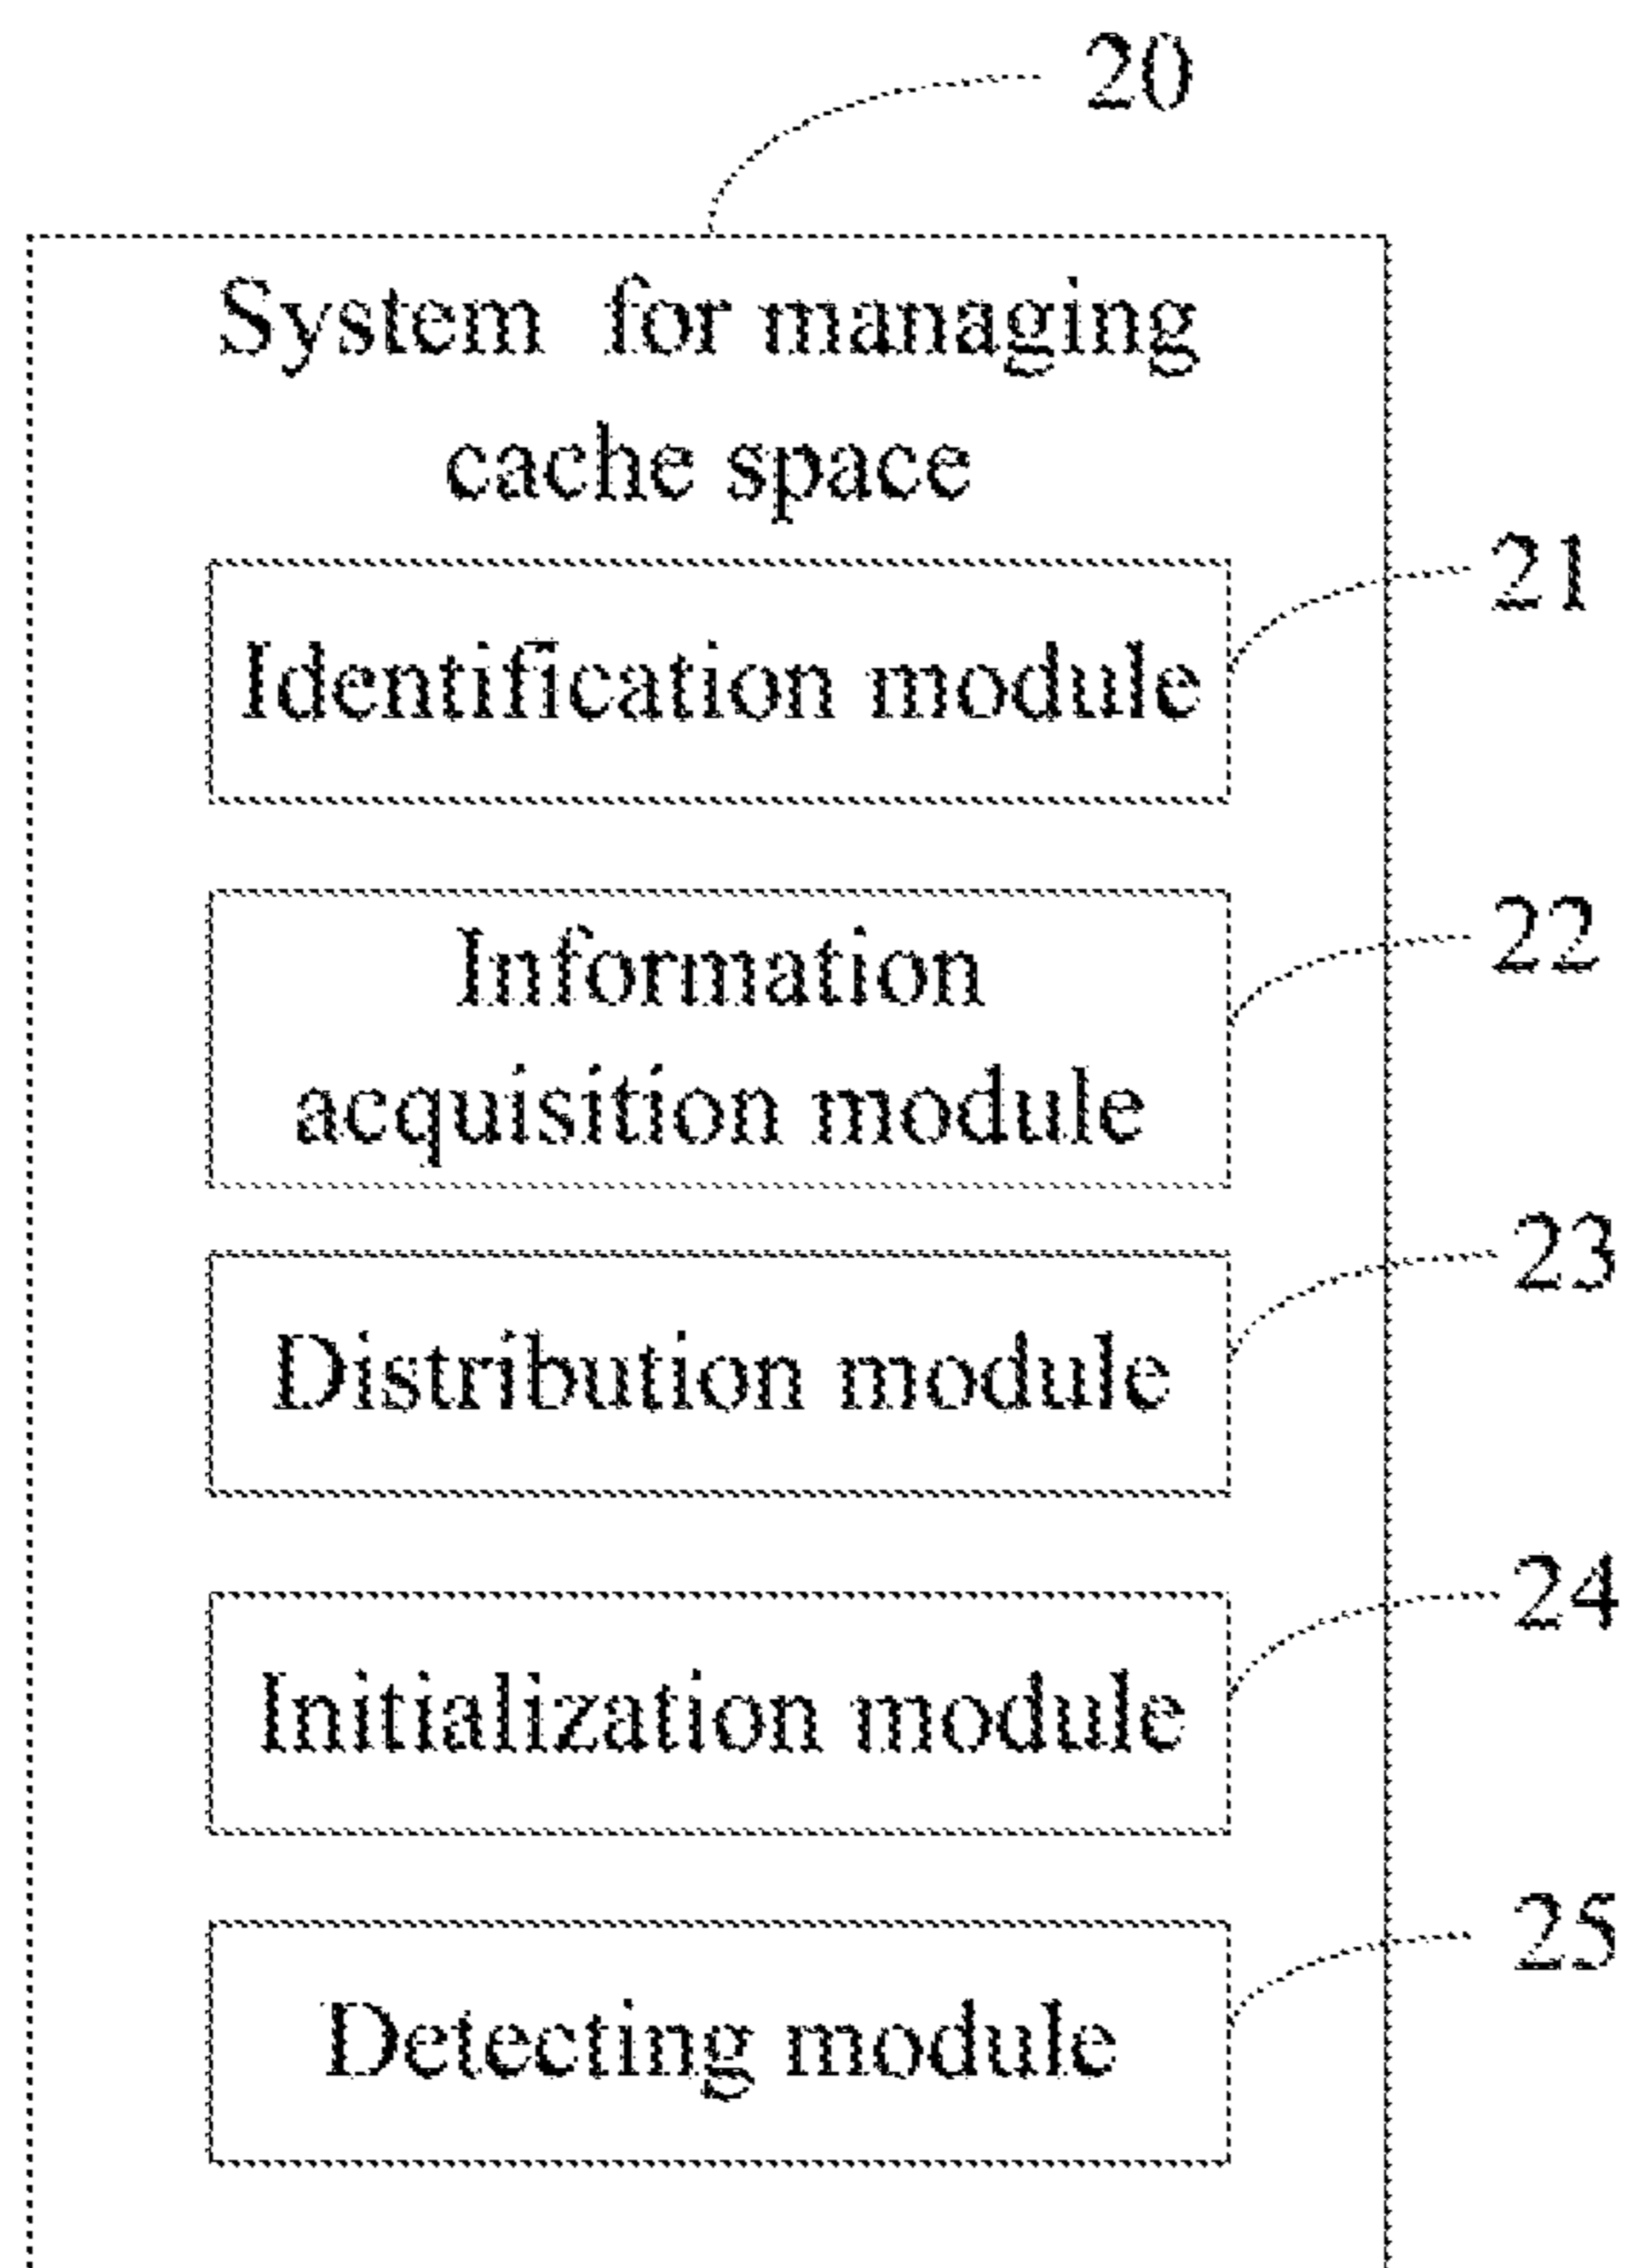 20
System for managing
cache space
21
Identification module
22
Information
acquisition module
23
Distribution module
24
Initialization module
25
Detecting module